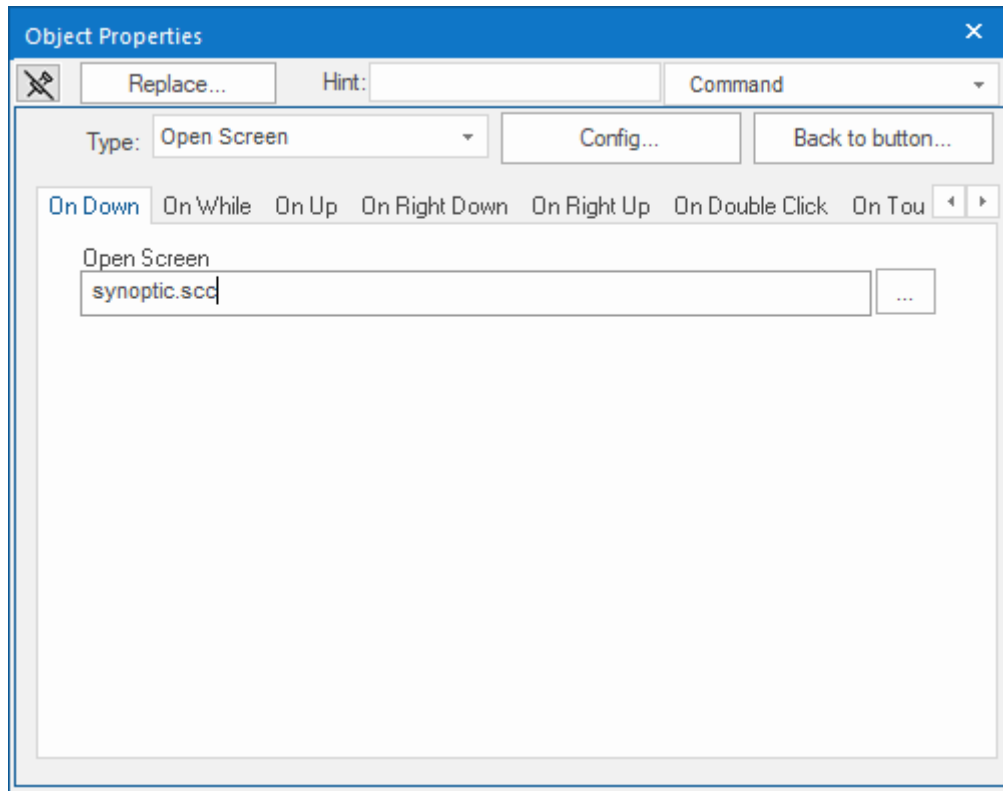 Object Properties
Replace... Hint: Command
Type: Open Screen Config... Back to button...
On Down On While On Up On Right Down On Right Up On Double Click On Tou
Open Screen
synoptic.scc
...